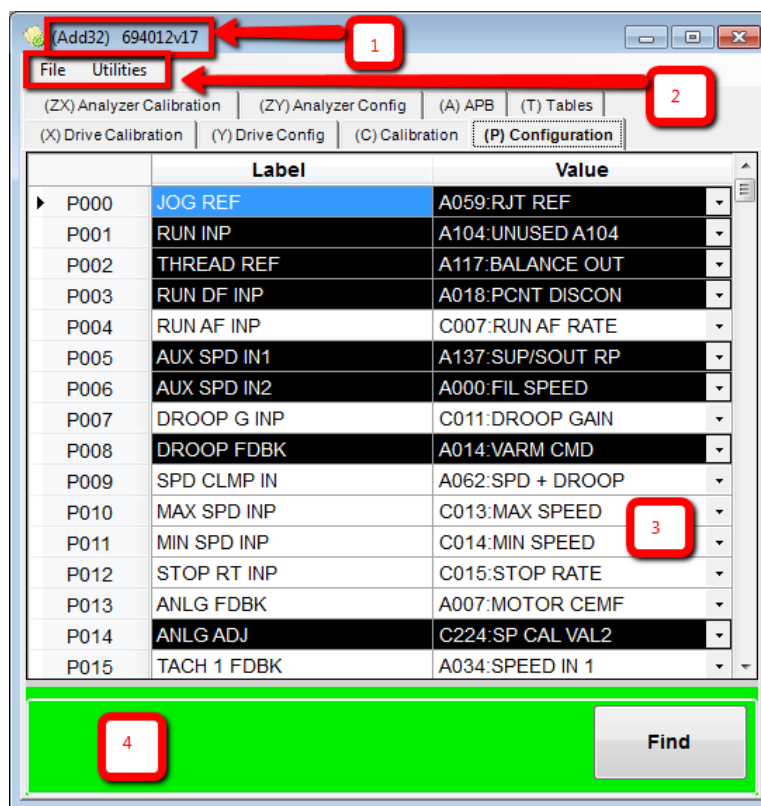 (Add32) 694012v17
1
File Utilities
2
(ZX) Analyzer Calibration (ZY) Analyzer Config (A) APB (T) Tables
(X) Drive Calibration (Y) Drive Config (C) Calibration (P) Configuration
Label Value
P000 JOG REF A059:RJT REF
P001 RUN INP A104:UNUSED A104
P002 THREAD REF A117:BALANCE OUT
P003 RUN DF INP A018:PCNT DISCON
P004 RUN AF INP C007:RUN AF RATE
P005 AUX SPD IN1 A137:SUP/SOUT RP
P006 AUX SPD IN2 A000:FIL SPEED
P007 DROOP G INP C011:DROOP GAIN
P008 DROOP FDBK A014:VARM CMD
P009 SPD CLMP IN A062:SPD + DROOP
P010 MAX SPD INP C013:MAX SPEED
3
P011 MIN SPD INP C014:MIN SPEED
P012 STOP RT INP C015:STOP RATE
P013 ANLG FDBK A007:MOTOR CEMF
P014 ANLG ADJ C224:SP CAL VAL2
P015 TACH 1 FDBK A034:SPEED IN 1
4
Find